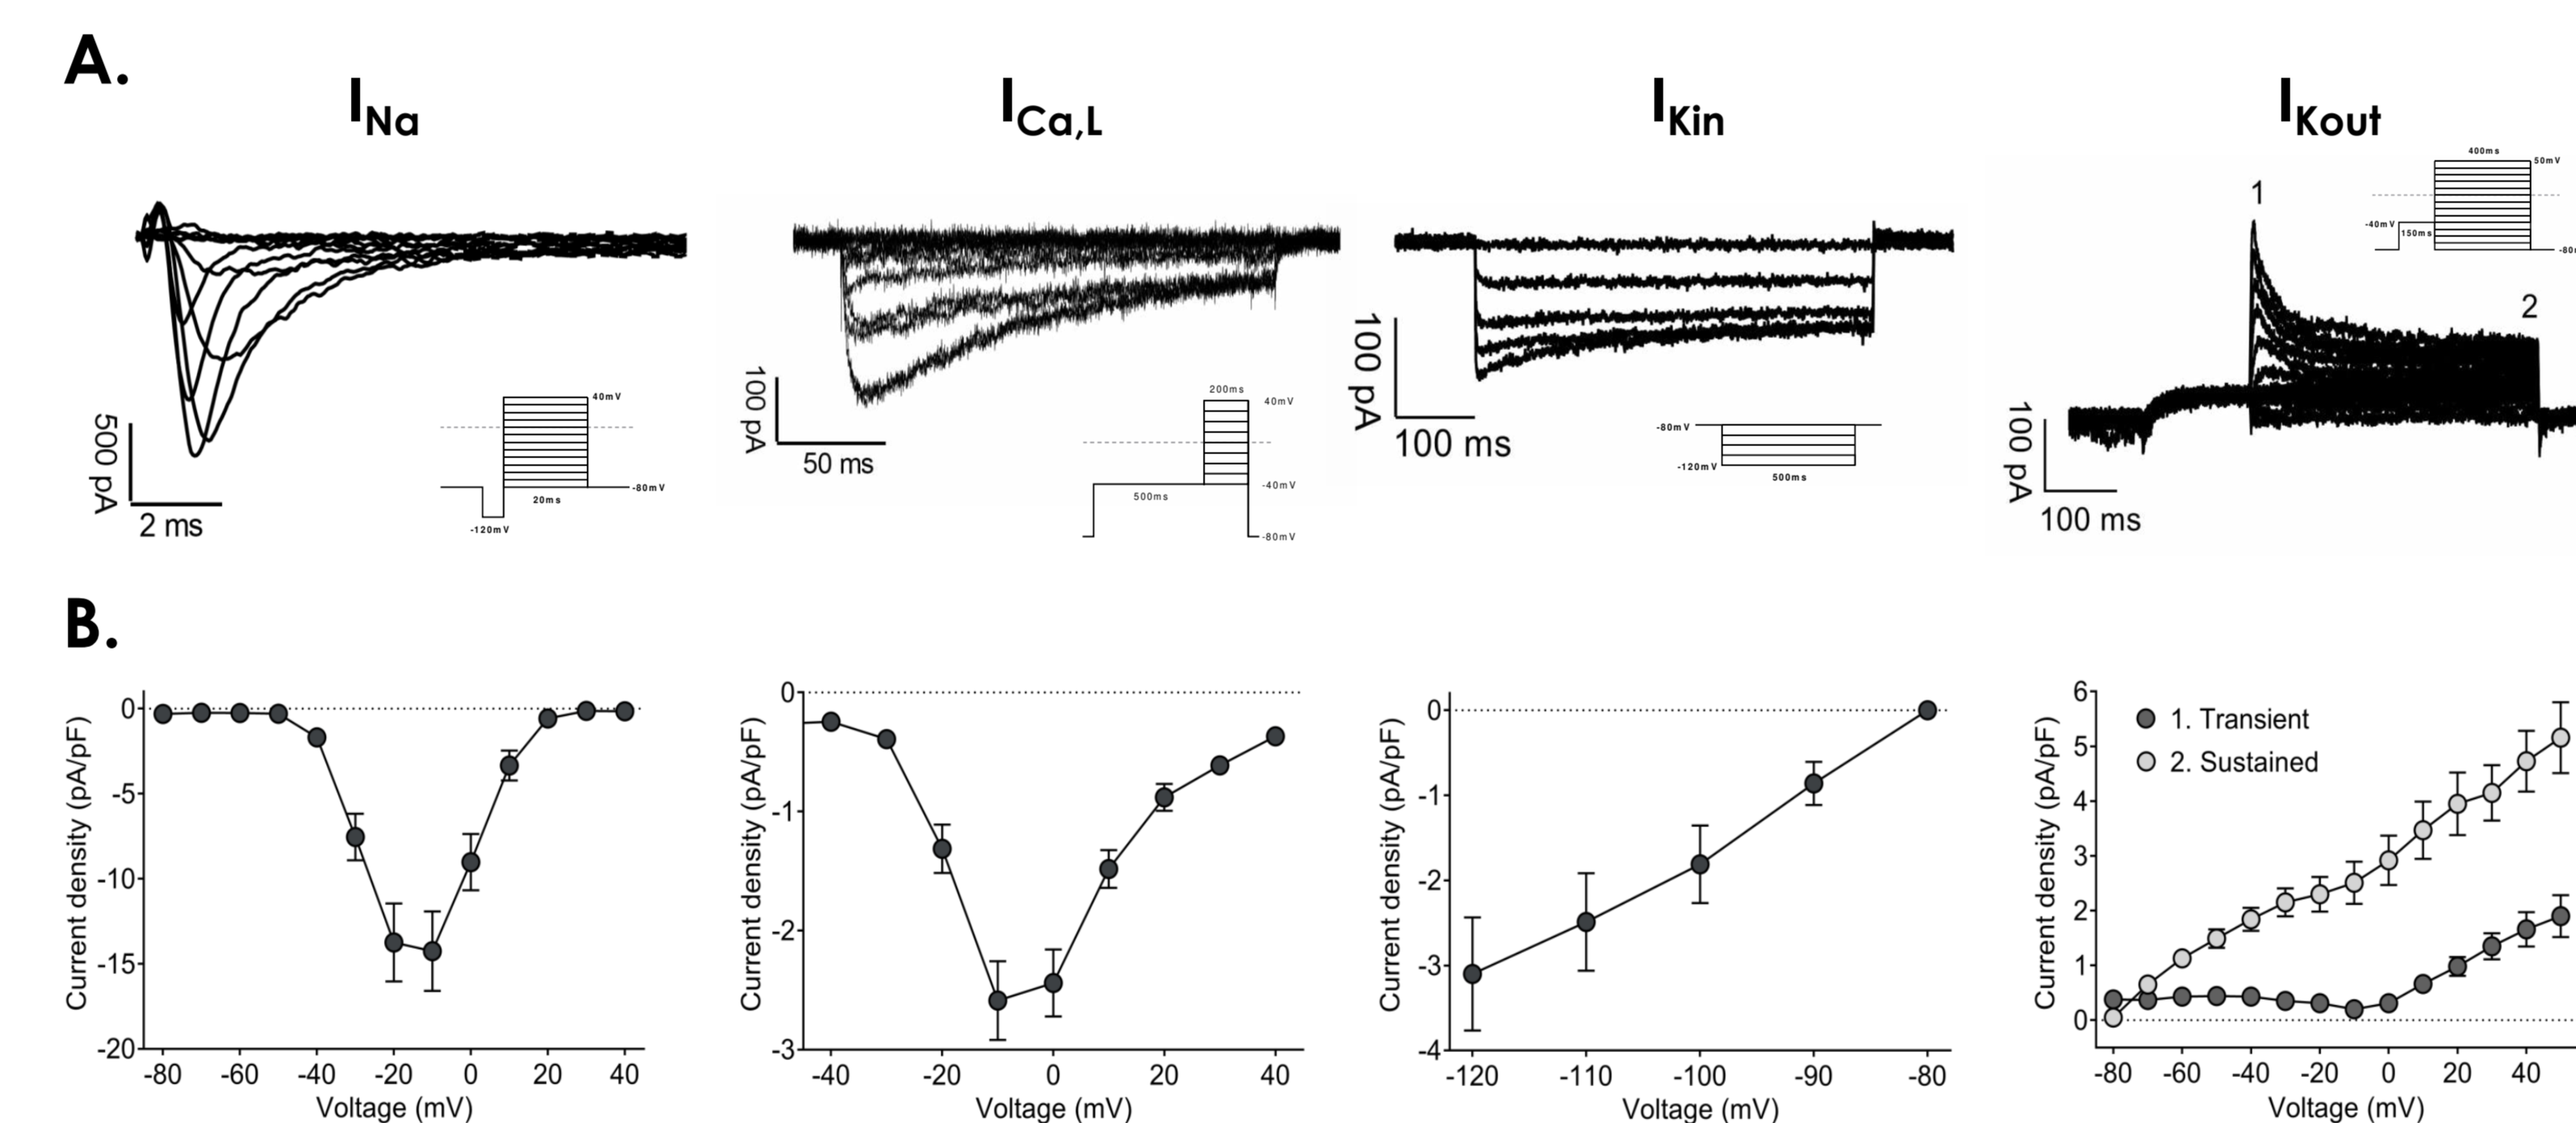 A.
I_Na
I_Ca,L
I_Kin
I_Kout
500 pA
2 ms
40mV
-80mV
20ms
-120mV
100 pA
50 ms
200ms
40mV
500ms
-40mV
-80mV
100 pA
100 ms
-80mV
-120mV
500ms
1
2
100 pA
100 ms
400ms
50mV
-40mV
150ms
B.
Current density (pA/pF)
0
-5
-10
-15
-20
-80 -60 -40 -20 0 20 40
Voltage (mV)
Current density (pA/pF)
0
-1
-2
-3
-40 -20 0 20 40
Voltage (mV)
Current density (pA/pF)
0
-1
-2
-3
-4
-120 -110 -100 -90 -80
Voltage (mV)
Current density (pA/pF)
6
5
4
3
2
1
0
1. Transient
2. Sustained
-80 -60 -40 -20 0 20 40
Voltage (mV)